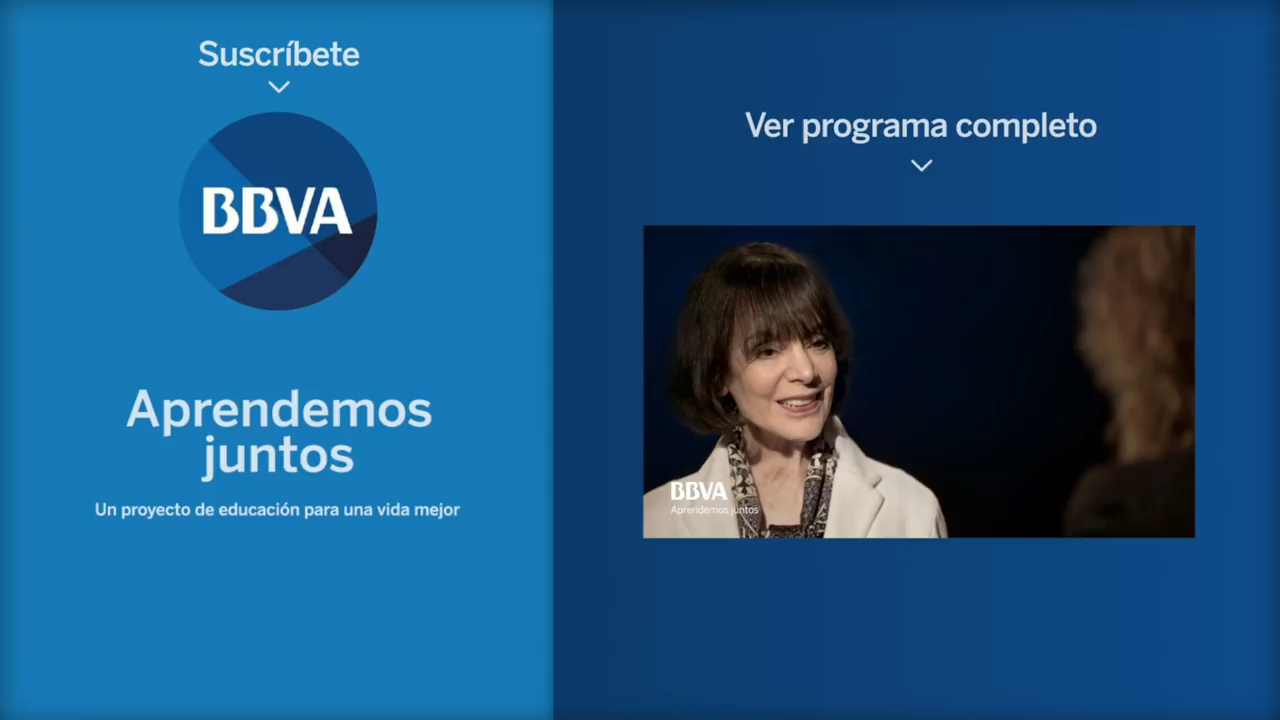 Suscríbete
BBVA
Aprendemos
juntos
Un proyecto de educación para una vida mejor
Ver programa completo
BBVA
Aprendemos juntos